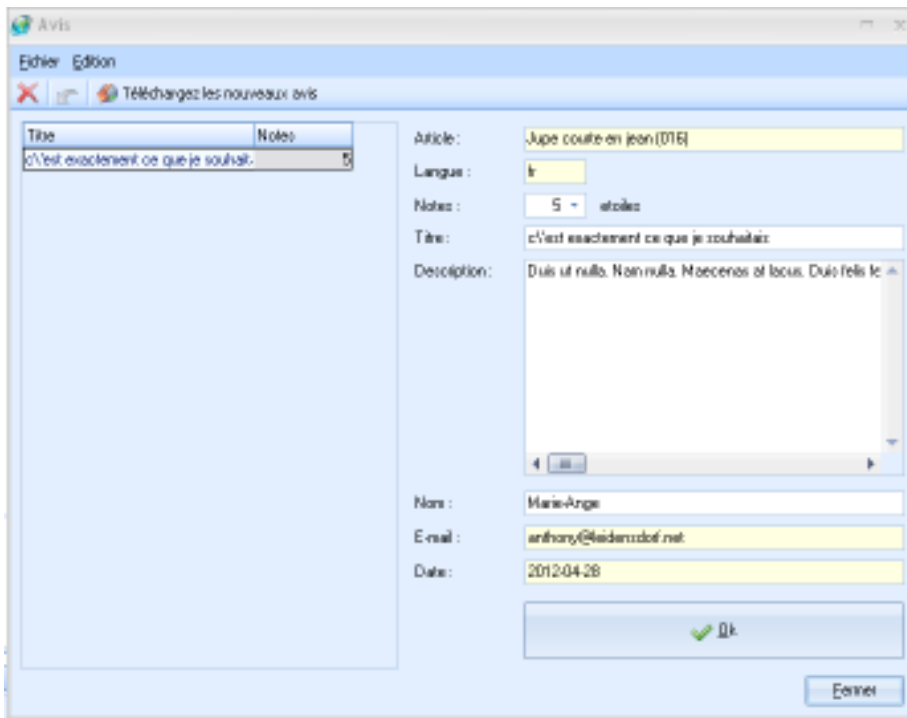 Avis
Fichier Edition
Téléchargez les nouveaux avis
Titre Notes
c\'est exactement ce que je souhait. 5
Article : Jupe courte en jean (016)
Langue : fr
Notes : 5 etoiles
Titre : c\'est exactement ce que je souhaitais
Description : Duis ut nulla. Nam nulla. Maecenas at lacus. Duis felis
Nom : Marie-Ange
E-mail : anthony@leidensdorf.net
Date : 2012-04-28
Ok
Fermer